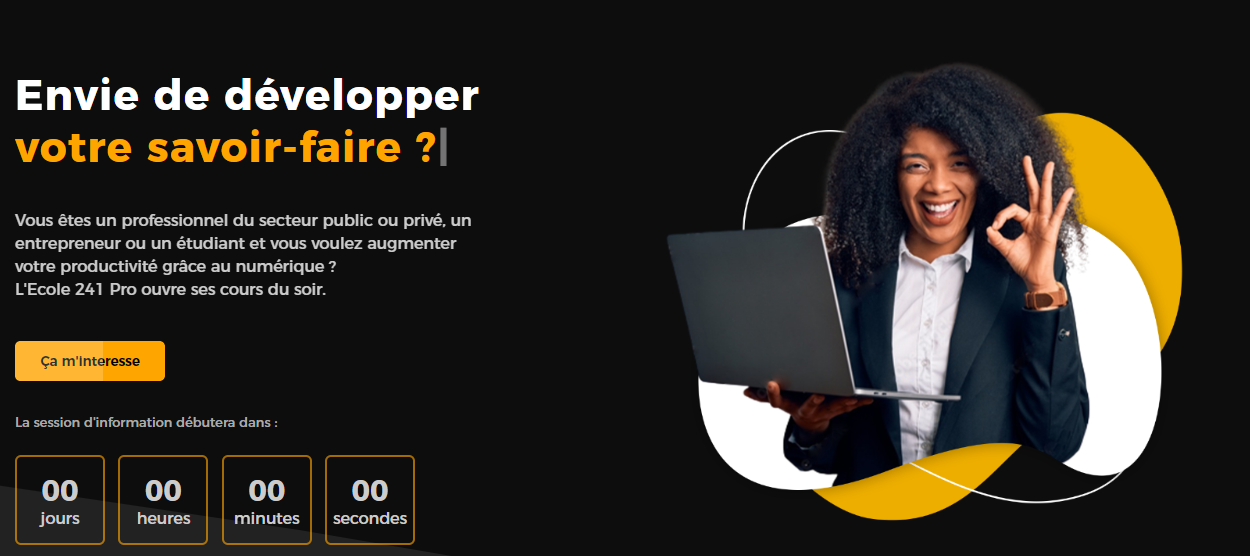 Envie de développer
votre savoir-faire ?|
Vous êtes un professionnel du secteur public ou privé, un
entrepreneur ou un étudiant et vous voulez augmenter
votre productivité grâce au numérique ?
L'Ecole 241 Pro ouvre ses cours du soir.
Ça m'interesse
La session d'information débutera dans :
00 00 00 00
jours heures minutes secondes